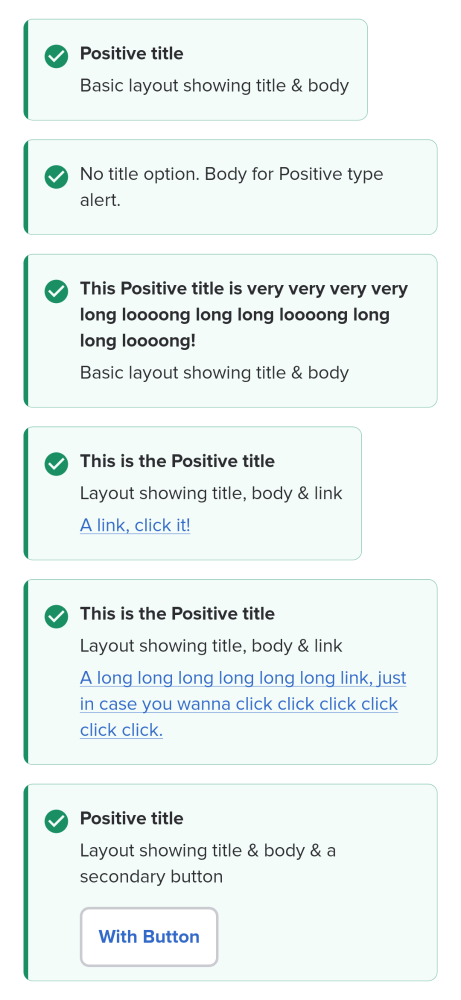 Positive title
Basic layout showing title & body
No title option. Body for Positive type
alert.
This Positive title is very very very very
long loooong long long loooong long
long loooong!
Basic layout showing title & body
This is the Positive title
Layout showing title, body & link
A link, click it!
This is the Positive title
Layout showing title, body & link
A long long long long long long link, just
in case you wanna click click click click
click click.
Positive title
Layout showing title & body & a
secondary button
With Button